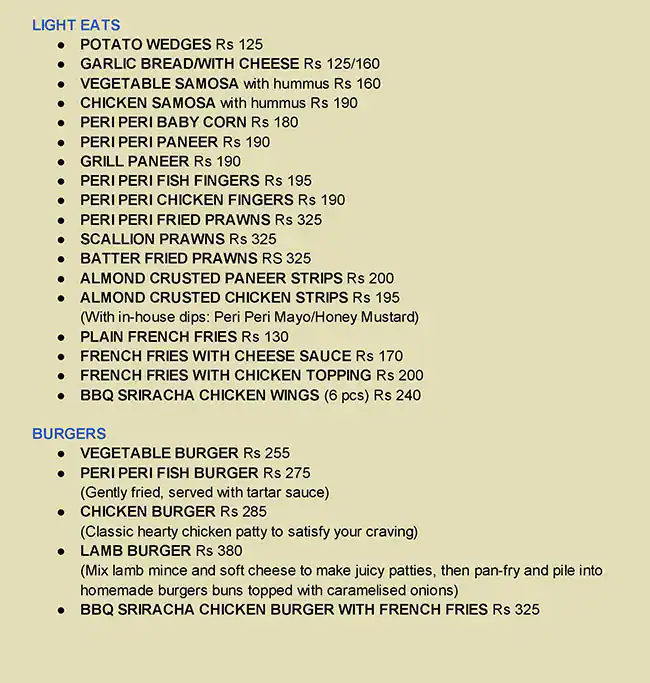 LIGHT EATS
● POTATO WEDGES Rs 125
● GARLIC BREAD/WITH CHEESE Rs 125/160
● VEGETABLE SAMOSA with hummus Rs 160
● CHICKEN SAMOSA with hummus Rs 190
● PERI PERI BABY CORN Rs 180
● PERI PERI PANEER Rs 190
● GRILL PANEER Rs 190
● PERI PERI FISH FINGERS Rs 195
● PERI PERI CHICKEN FINGERS Rs 190
● PERI PERI FRIED PRAWNS Rs 325
● SCALLION PRAWNS Rs 325
● BATTER FRIED PRAWNS RS 325
● ALMOND CRUSTED PANEER STRIPS Rs 200
● ALMOND CRUSTED CHICKEN STRIPS Rs 195
(With in-house dips: Peri Peri Mayo/Honey Mustard)
● PLAIN FRENCH FRIES Rs 130
● FRENCH FRIES WITH CHEESE SAUCE Rs 170
● FRENCH FRIES WITH CHICKEN TOPPING Rs 200
● BBQ SRIRACHA CHICKEN WINGS (6 pcs) Rs 240
BURGERS
● VEGETABLE BURGER Rs 255
● PERI PERI FISH BURGER Rs 275
(Gently fried, served with tartar sauce)
● CHICKEN BURGER Rs 285
(Classic hearty chicken patty to satisfy your craving)
● LAMB BURGER Rs 380
(Mix lamb mince and soft cheese to make juicy patties, then pan-fry and pile into
homemade burgers buns topped with caramelised onions)
● BBQ SRIRACHA CHICKEN BURGER WITH FRENCH FRIES Rs 325